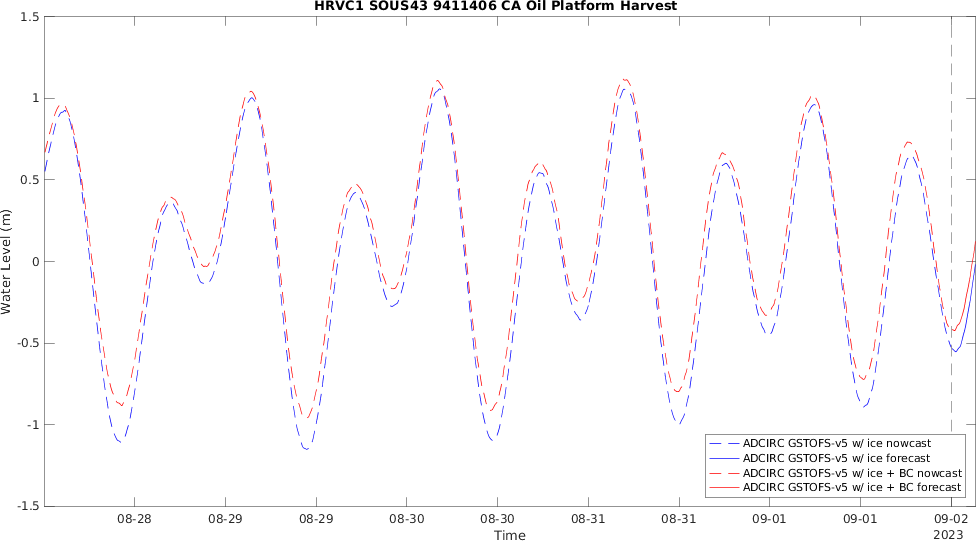 HRVC1 SOUS43 9411406 CA Oil Platform Harvest
1.5
1
0.5
0
-0.5
-1
-1.5
Water Level (m)
08-28
08-29
08-29
08-30
08-30
08-31
08-31
09-01
09-01
09-02
2023
Time
ADCIRC GSTOFS-v5 w/ ice nowcast
ADCIRC GSTOFS-v5 w/ ice forecast
ADCIRC GSTOFS-v5 w/ ice + BC nowcast
ADCIRC GSTOFS-v5 w/ ice + BC forecast